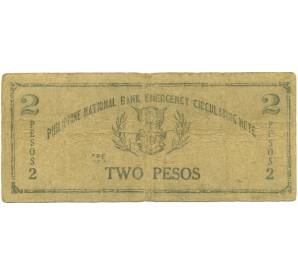 PHILIPPINE NATIONAL BANK EMERGENCY CIRCULATING NOTE
2 2
PESOS PESOS
2 TWO PESOS 2